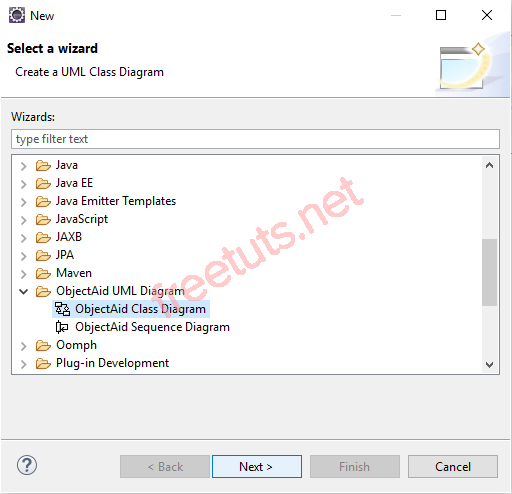 New
Select a wizard
Create a UML Class Diagram
Wizards:
type filter text
Java
Java EE
Java Emitter Templates
JavaScript
JAXB
JPA
Maven
ObjectAid UML Diagram
ObjectAid Class Diagram
ObjectAid Sequence Diagram
Oomph
Plug-in Development
freetuts.net
?
< Back
Next >
Finish
Cancel